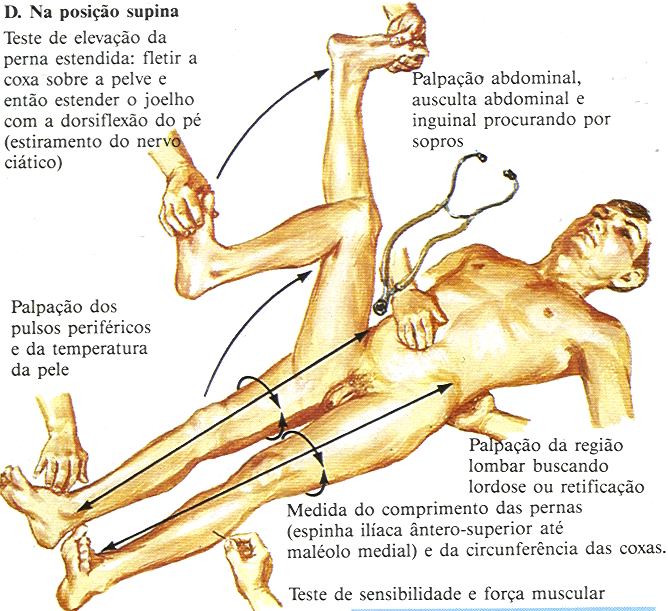 D. Na posição supina
Teste de elevação da
perna estendida: fletir a
coxa sobre a pelve e
então estender o joelho
com a dorsiflexão do pé
(estiramento do nervo
ciático)
Palpação abdominal,
ausculta abdominal e
inguinal procurando por
sopros
Palpação dos
pulsos periféricos
e da temperatura
da pele
Palpação da região
lombar buscando
lordose ou retificação
Medida do comprimento das pernas
(espinha ilíaca ântero-superior até
maléolo medial) e da circunferência das coxas.
Teste de sensibilidade e força muscular